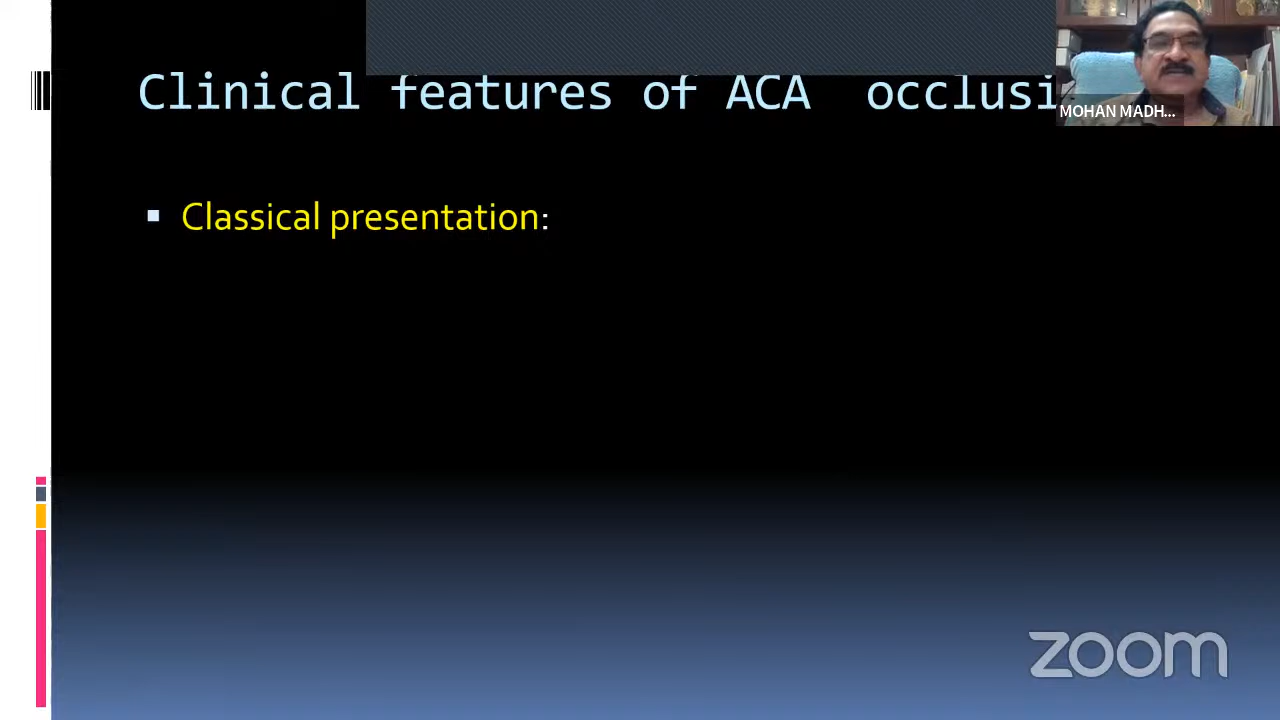 Clinical features of ACA occlusi
MOHAN MADH...
Classical presentation:
zoom